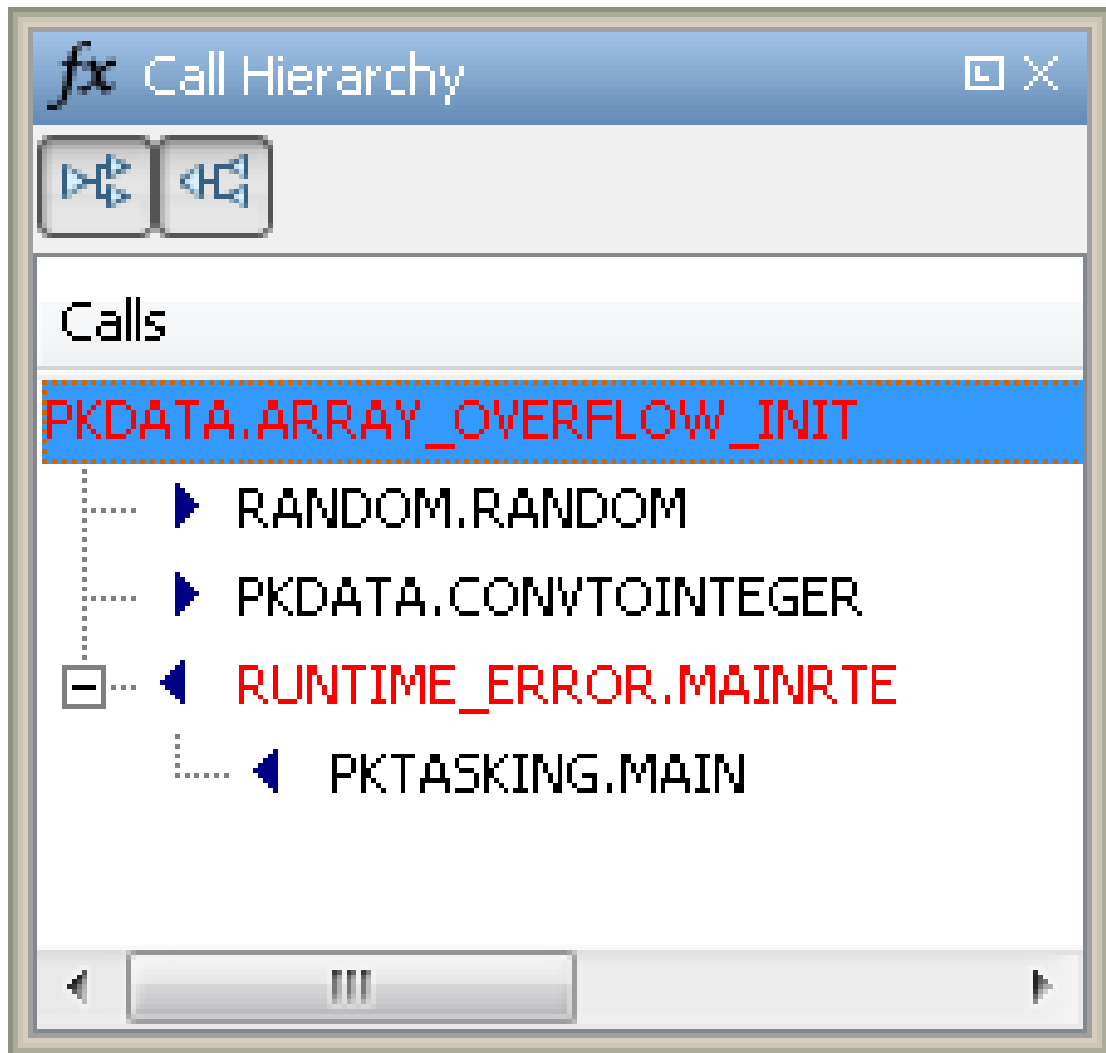 fx Call Hierarchy
Calls
PKDATA.ARRAY_OVERFLOW_INIT
RANDOM.RANDOM
PKDATA.CONVTOINTEGER
RUNTIME_ERROR.MAINRTE
PKTASKING.MAIN